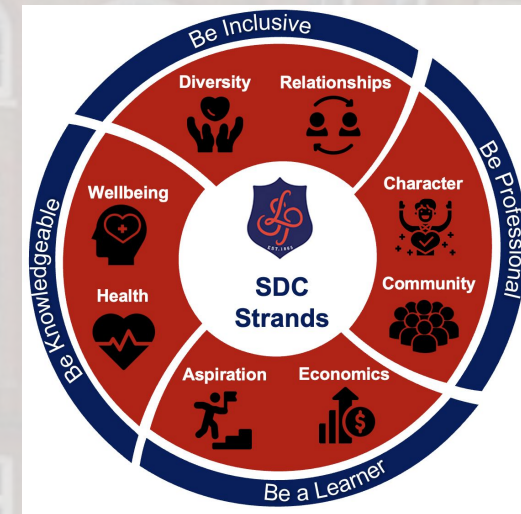 Be Inclusive
Diversity
Relationships
Be Professional
Character
Community
Be a Learner
Aspiration
Economics
Be Knowledgeable
Wellbeing
Health
SDC
Strands